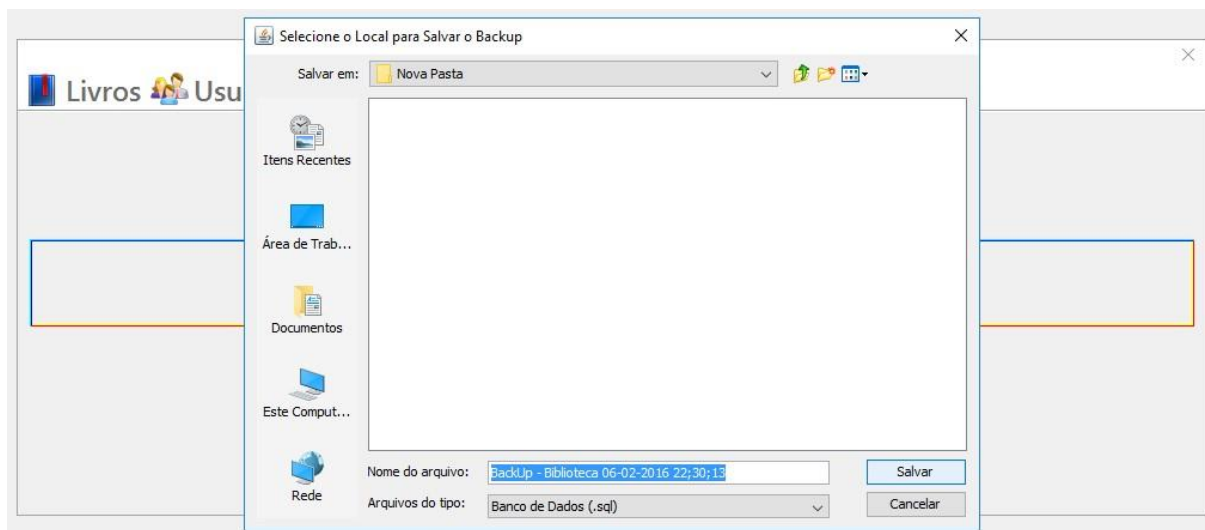 Selecione o Local para Salvar o Backup
Livros Usu
Salvar em: Nova Pasta
Itens Recentes
Área de Trab...
Documentos
Este Comput...
Rede
Nome do arquivo: BackUp - Biblioteca 06-02-2016 22;30;13 Salvar
Arquivos do tipo: Banco de Dados (.sql) Cancelar